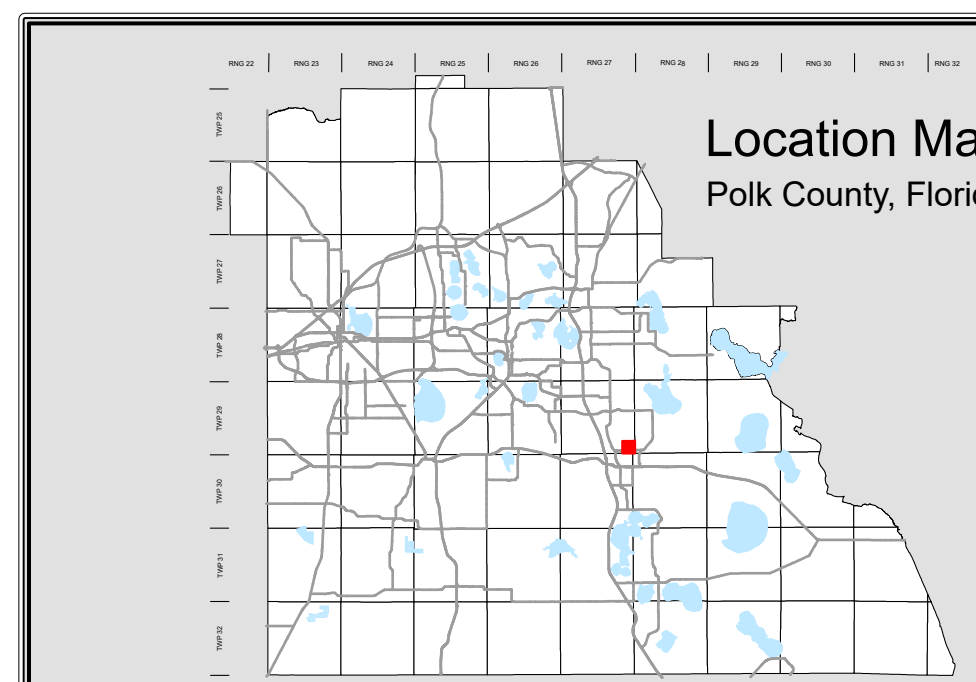 RNG 22 RNG 23 RNG 24 RNG 25 RNG 26 RNG 27 RNG 28 RNG 29 RNG 30 RNG 31 RNG 32
Location Ma
Polk County, Flori
TWP 25
TWP 26
TWP 27
TWP 28
TWP 29
TWP 30
TWP 31
TWP 32